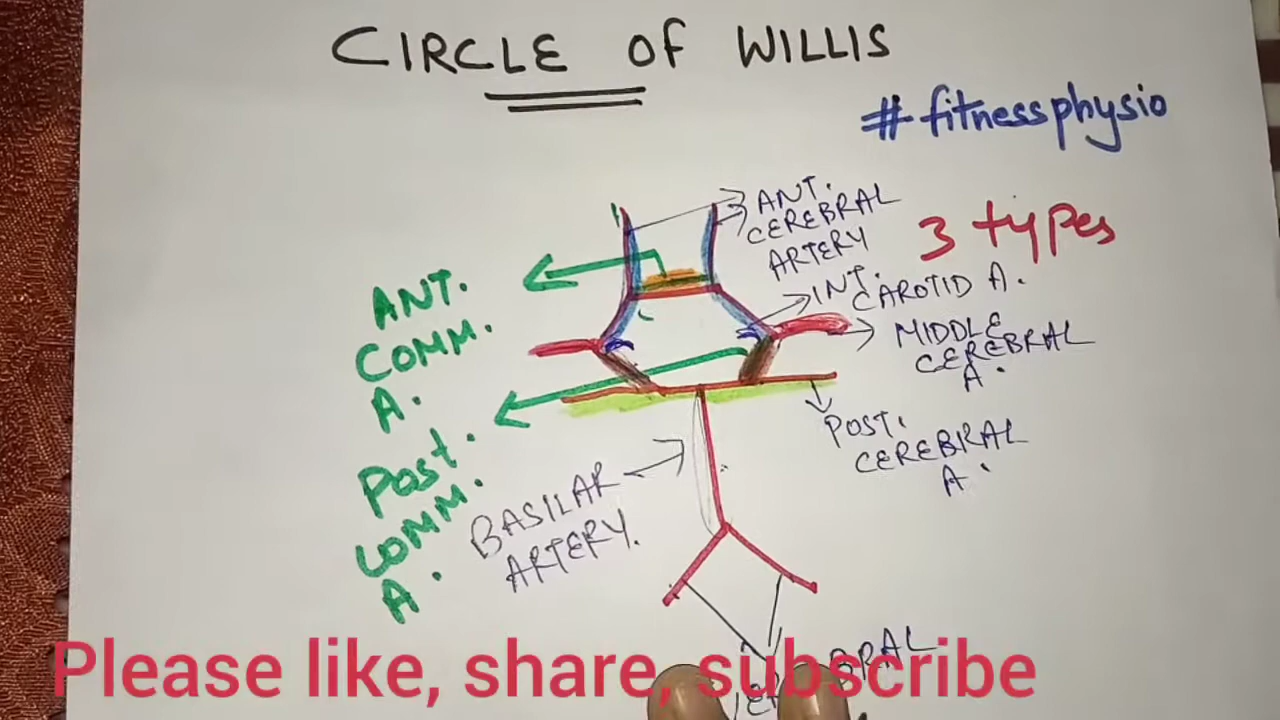 CIRCLE OF WILLIS
#fitnessphysio
3 types
ANT.
CEREBRAL
ARTERY
INT.
CAROTID A.
MIDDLE
CEREBRAL
A.
POST.
CEREBRAL
A.
ANT.
COMM.
A.
Post.
COMM.
A.
BASILAR
ARTERY.
Please like, share, subscribe